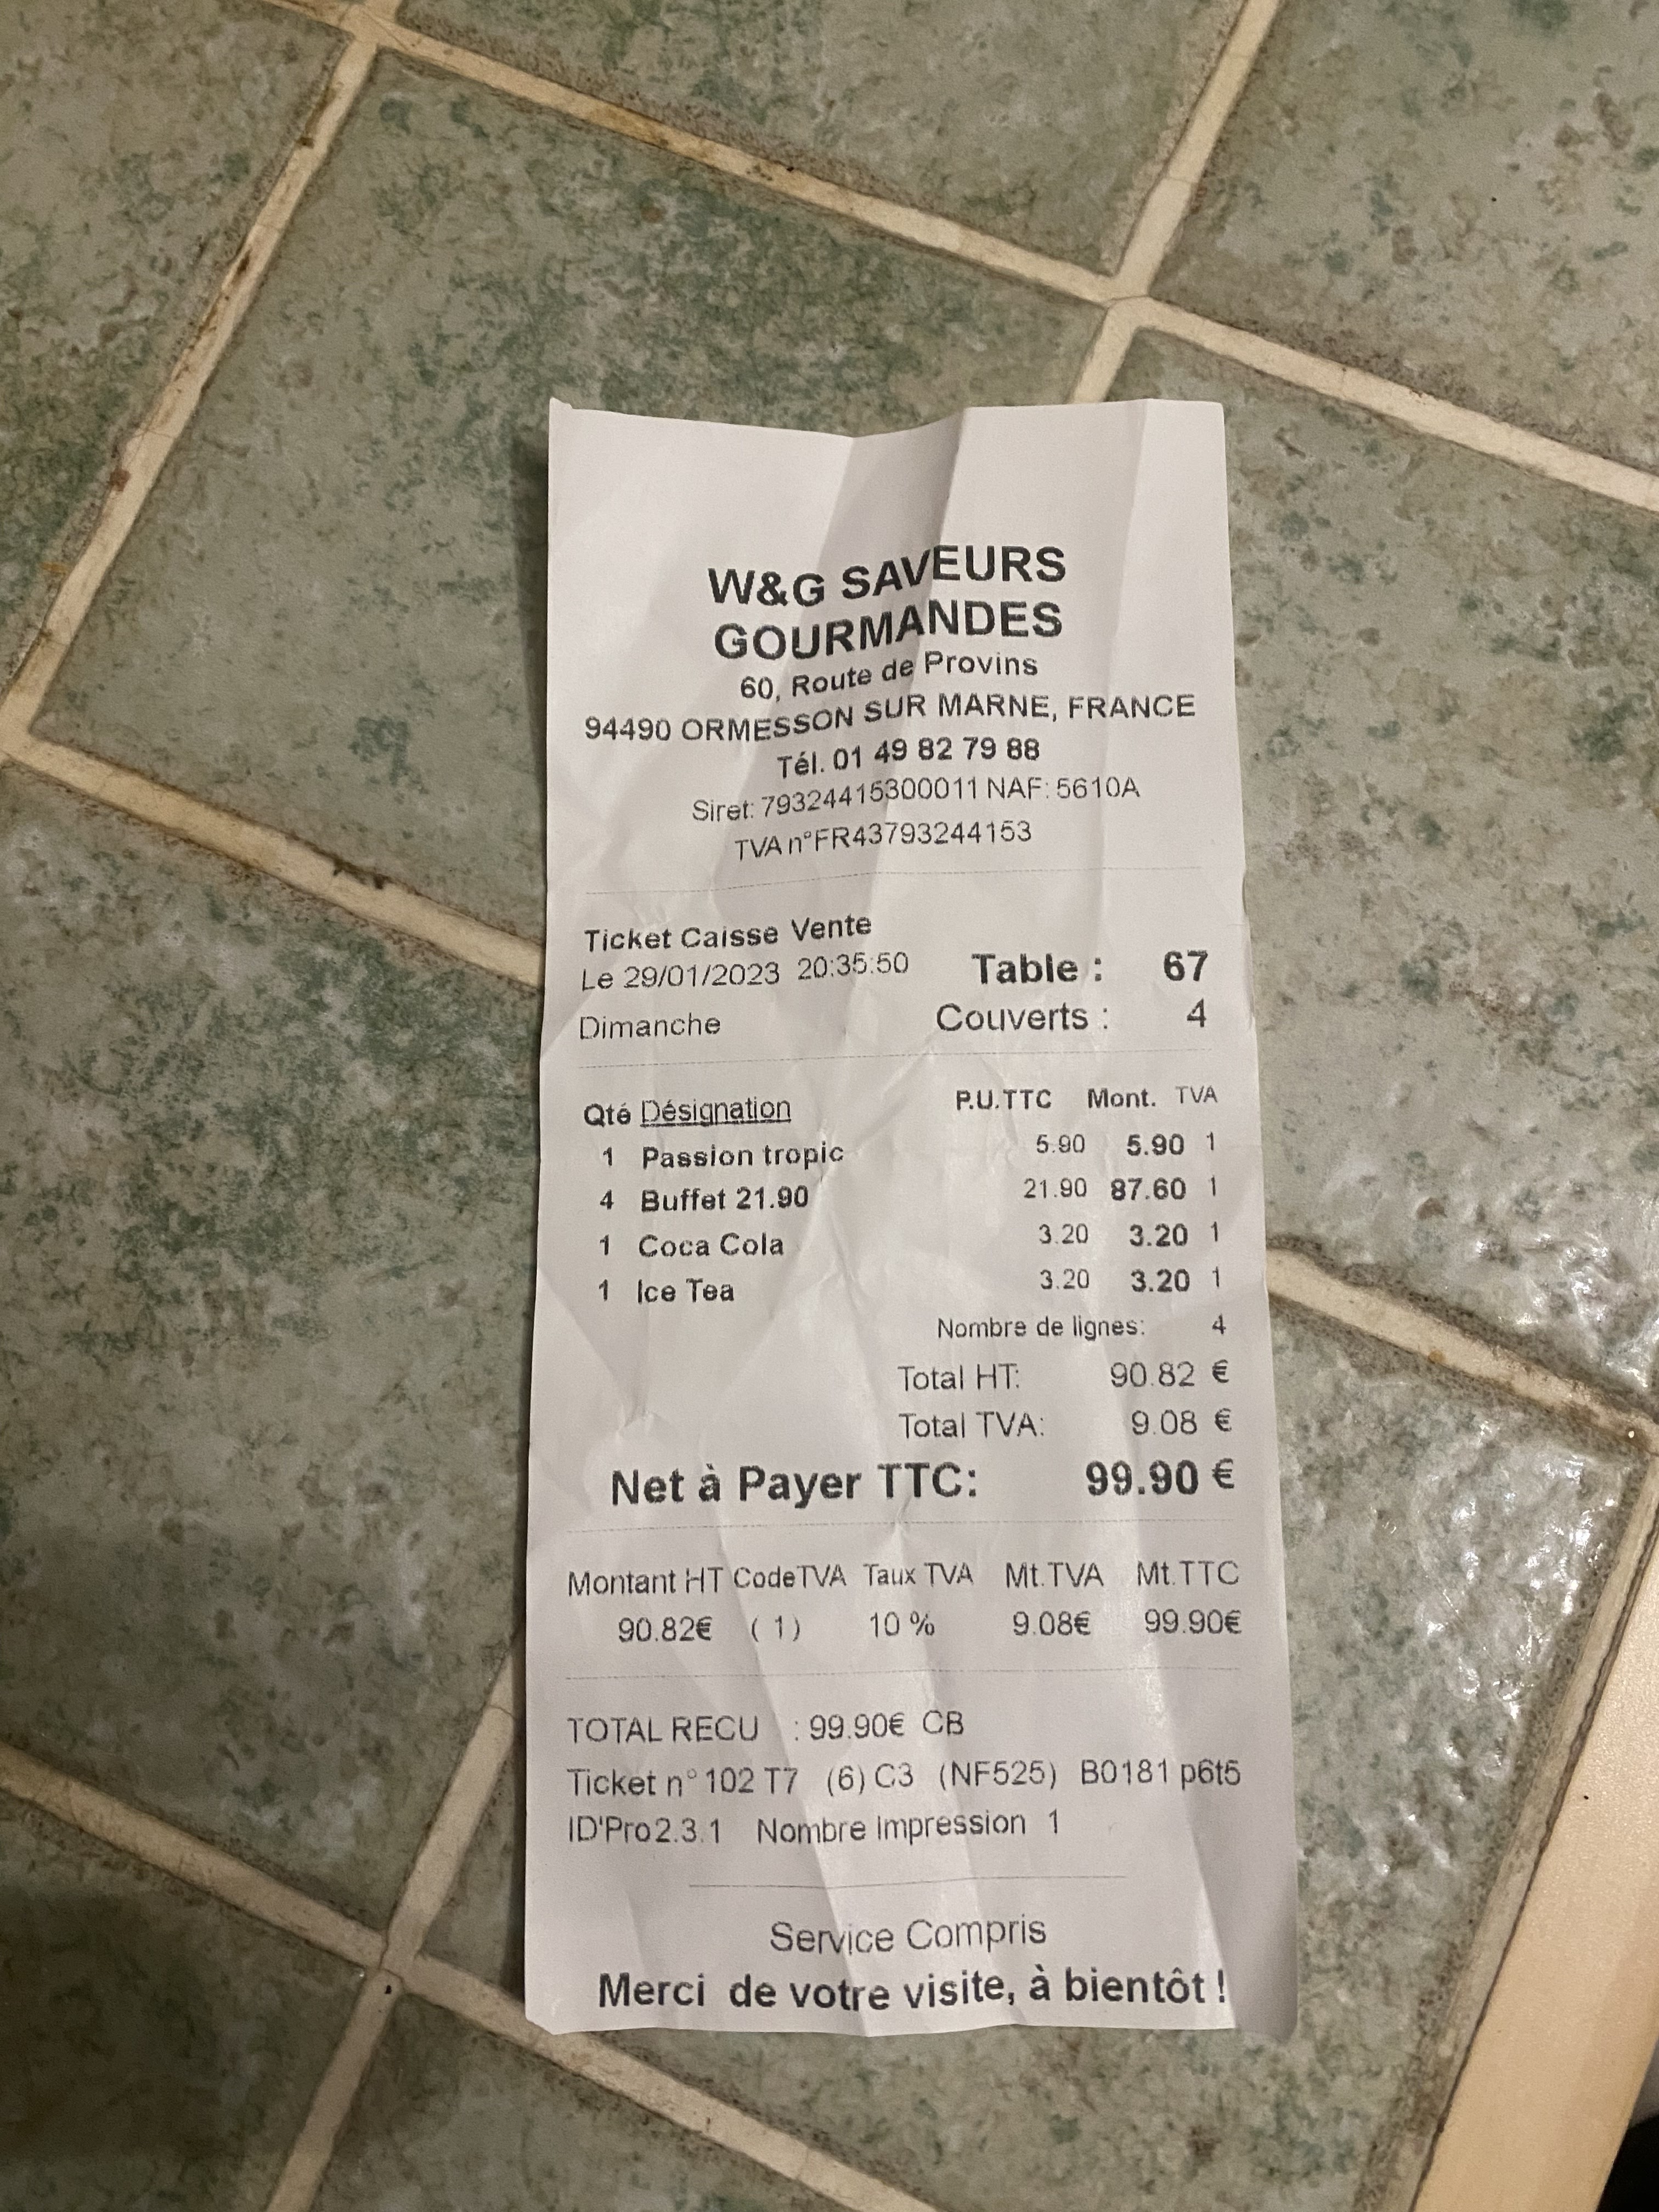 W&G SAVEURS
GOURMANDES
60, Route de Provins
94490 ORMESSON SUR MARNE, FRANCE
Tél. 01 49 82 79 88
Siret: 79324415300011 NAF: 5610A
TVA n°FR43793244153
Ticket Caisse Vente
Le 29/01/2023 20:35:50 Table : 67
Dimanche Couverts : 4
Qté Désignation P.U.TTC Mont. TVA
1 Passion tropic 5.90 5.90 1
4 Buffet 21.90 21.90 87.60 1
1 Coca Cola 3.20 3.20 1
1 Ice Tea 3.20 3.20 1
Nombre de lignes: 4
Total HT: 90.82 €
Total TVA: 9.08 €
Net à Payer TTC: 99.90 €
Montant HT CodeTVA Taux TVA Mt.TVA Mt.TTC
90.82€ ( 1 ) 10 % 9.08€ 99.90€
TOTAL RECU : 99.90€ CB
Ticket n° 102 T7 (6) C3 (NF525) B0181 p6t5
ID'Pro2.3.1 Nombre Impression 1
Service Compris
Merci de votre visite, à bientôt !